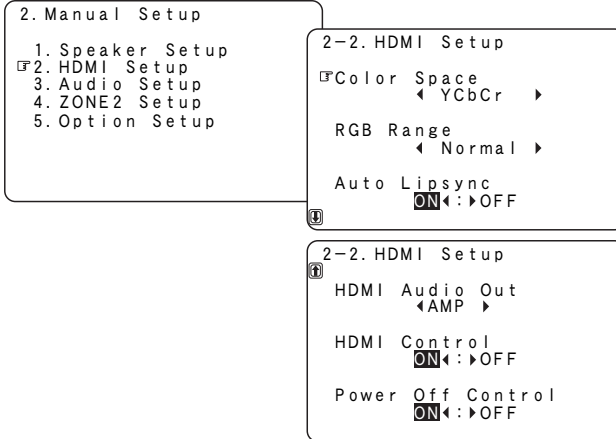 2.Manual Setup
1.Speaker Setup
☞2.HDMI Setup
3.Audio Setup
4.ZONE2 Setup
5.Option Setup
2-2.HDMI Setup
☞Color Space
◀ YCbCr ▶
RGB Range
◀ Normal ▶
Auto Lipsync
ON◀:▶OFF
2-2.HDMI Setup
HDMI Audio Out
◀AMP ▶
HDMI Control
ON◀:▶OFF
Power Off Control
ON◀:▶OFF